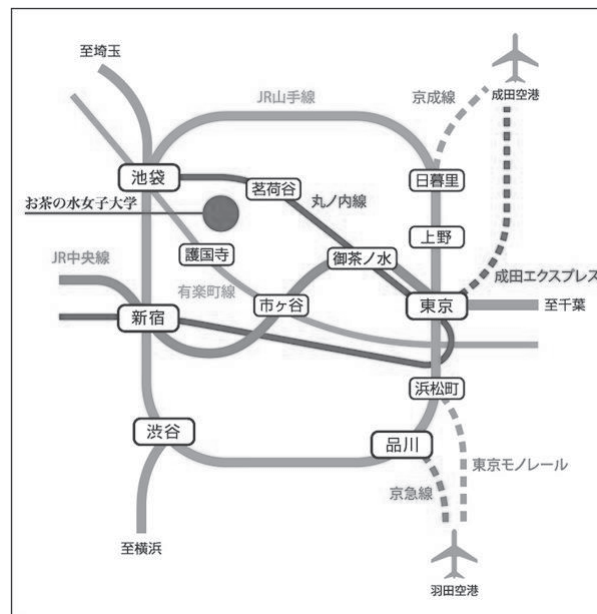 至埼玉
JR山手線
京成線
成田空港
池袋
茗荷谷
日暮里
お茶の水女子大学
丸ノ内線
上野
護国寺
御茶ノ水
JR中央線
成田エクスプレス
有楽町線
市ヶ谷
東京
至千葉
新宿
浜松町
渋谷
品川
東京モノレール
京急線
至横浜
羽田空港